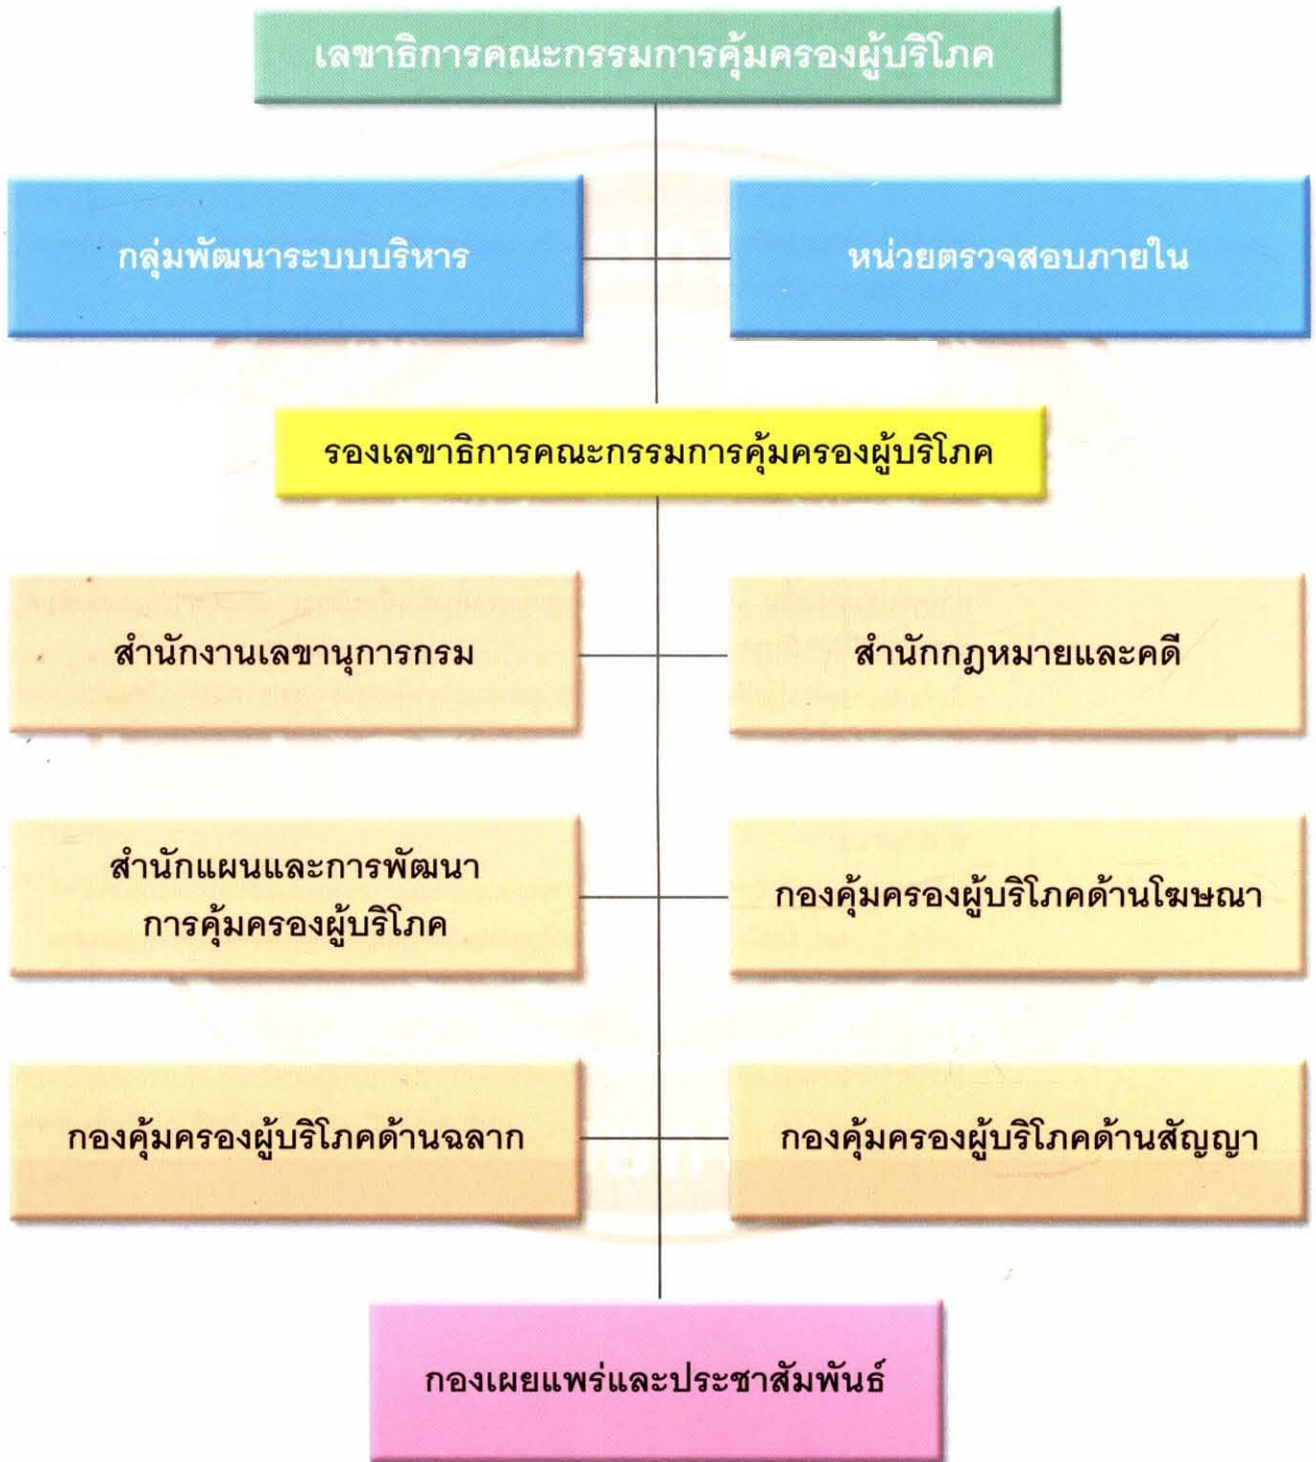 เลขาธิการคณะกรรมการคุ้มครองผู้บริโภค
กลุ่มพัฒนาระบบบริหาร
หน่วยตรวจสอบภายใน
รองเลขาธิการคณะกรรมการคุ้มครองผู้บริโภค
สำนักงานเลขานุการกรม
สำนักกฎหมายและคดี
สำนักแผนและการพัฒนา
การคุ้มครองผู้บริโภค
กองคุ้มครองผู้บริโภคด้านโฆษณา
กองคุ้มครองผู้บริโภคด้านฉลาก
กองคุ้มครองผู้บริโภคด้านสัญญา
กองเผยแพร่และประชาสัมพันธ์